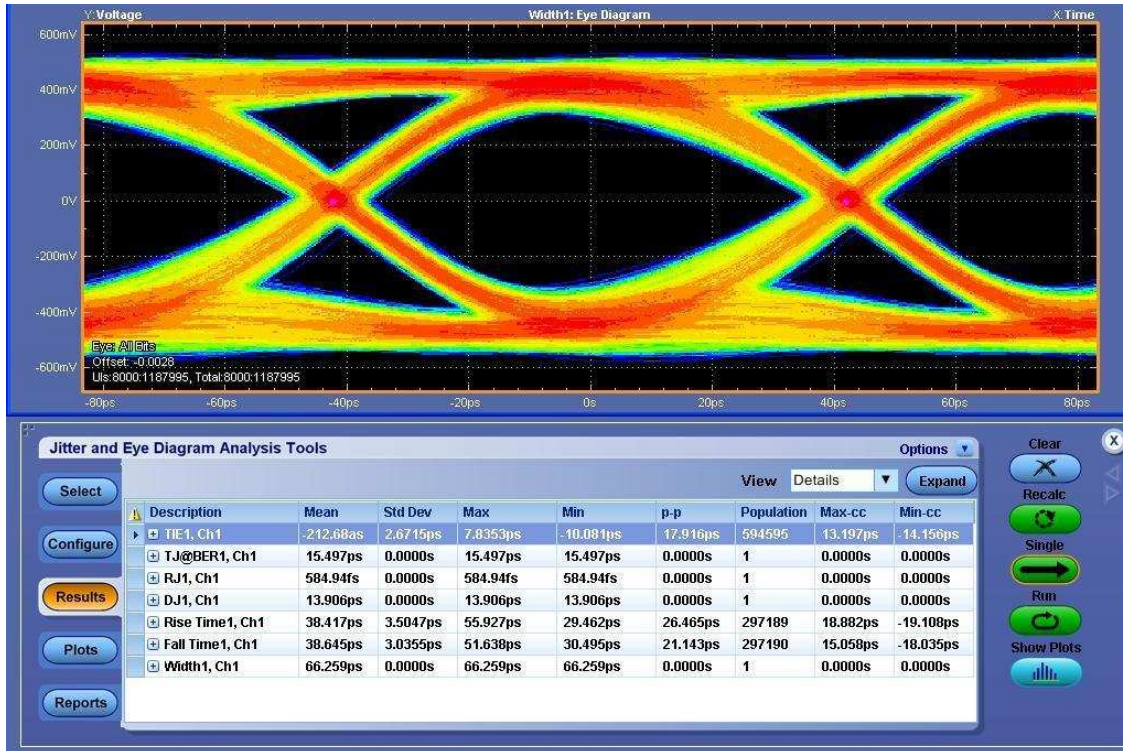 Y:Voltage Width1: Eye Diagram X:Time
600mV
400mV
200mV
0V
-200mV
-400mV
-600mV
Eye: All Bits
Offset: -0.0028
UIs:8000:1187995, Total:8000:1187995
-80ps -60ps -40ps -20ps 0s 20ps 40ps 60ps 80ps
Jitter and Eye Diagram Analysis Tools Options
Clear
X
View Details Expand
Select
Configure
Results
Plots
Reports
Description Mean Std Dev Max Min p-p Population Max-cc Min-cc
TIE1, Ch1 -212.68as 2.6715ps 7.8353ps -10.081ps 17.916ps 594595 13.197ps -14.156ps
TJ@BER1, Ch1 15.497ps 0.0000s 15.497ps 15.497ps 0.0000s 1 0.0000s 0.0000s
RJ1, Ch1 584.94fs 0.0000s 584.94fs 584.94fs 0.0000s 1 0.0000s 0.0000s
DJ1, Ch1 13.906ps 0.0000s 13.906ps 13.906ps 0.0000s 1 0.0000s 0.0000s
Rise Time1, Ch1 38.417ps 3.5047ps 55.927ps 29.462ps 26.465ps 297189 18.882ps -19.108ps
Fall Time1, Ch1 38.645ps 3.0355ps 51.638ps 30.495ps 21.143ps 297190 15.058ps -18.035ps
Width1, Ch1 66.259ps 0.0000s 66.259ps 66.259ps 0.0000s 1 0.0000s 0.0000s
Recalc
Single
Run
Show Plots